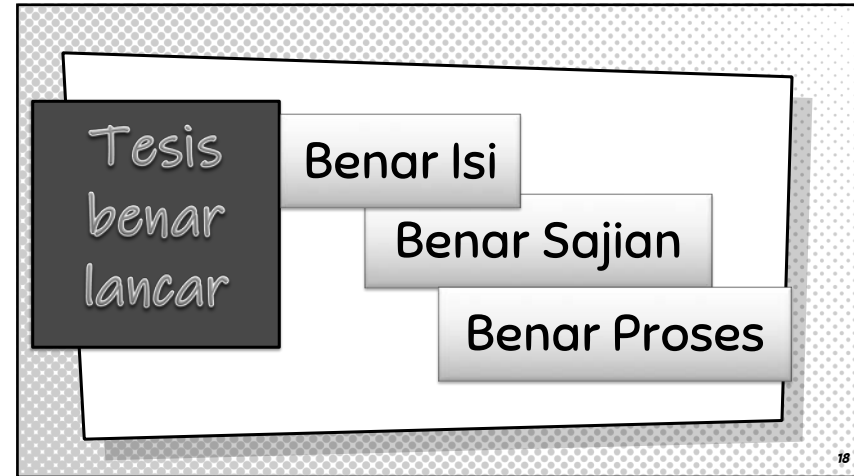 Tesis
benar
lancar
Benar Isi
Benar Sajian
Benar Proses
18